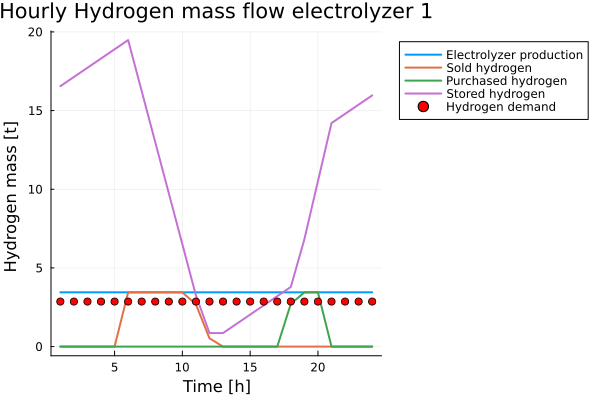 Hourly Hydrogen mass flow electrolyzer 1
Electrolyzer production
Sold hydrogen
Purchased hydrogen
Stored hydrogen
Hydrogen demand
Hydrogen mass [t]
20
15
10
5
0
5 10 15 20
Time [h]